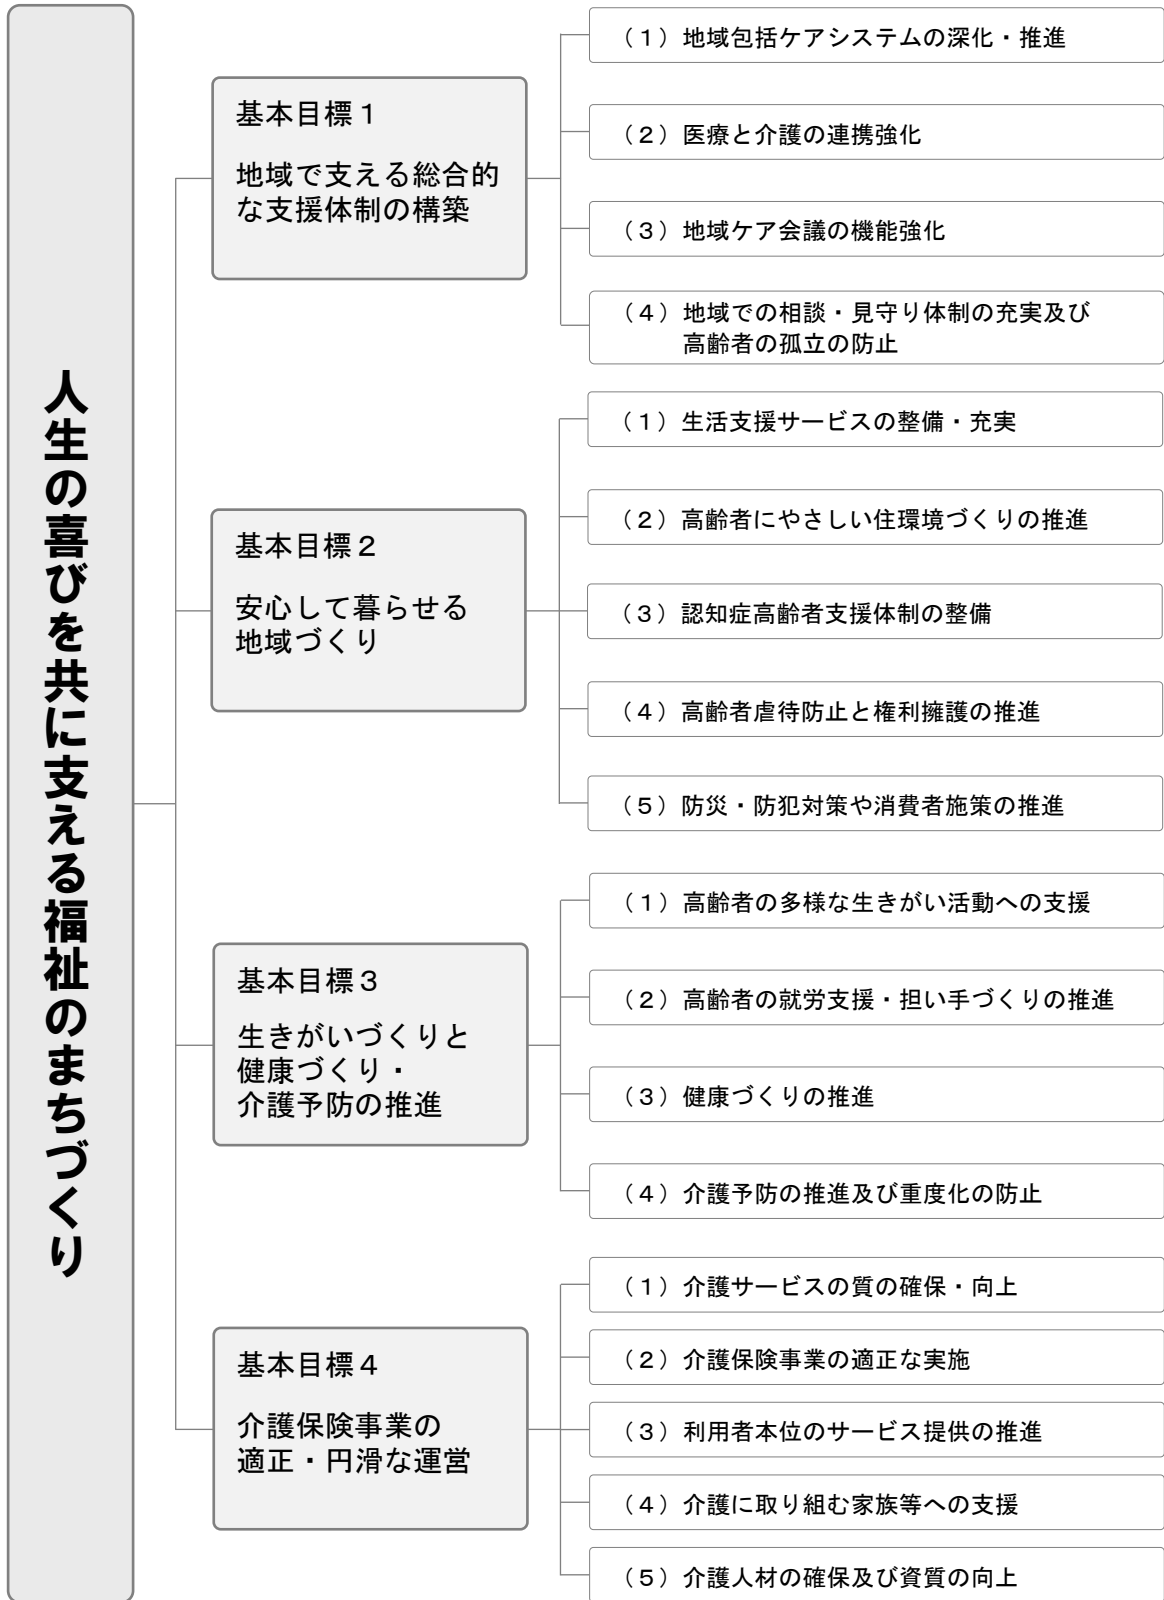 人生の喜びを共に支える福祉のまちづくり
基本目標１
地域で支える総合的
な支援体制の構築
（１）地域包括ケアシステムの深化・推進
（２）医療と介護の連携強化
（３）地域ケア会議の機能強化
（４）地域での相談・見守り体制の充実及び
高齢者の孤立の防止
基本目標２
安心して暮らせる
地域づくり
（１）生活支援サービスの整備・充実
（２）高齢者にやさしい住環境づくりの推進
（３）認知症高齢者支援体制の整備
（４）高齢者虐待防止と権利擁護の推進
（５）防災・防犯対策や消費者施策の推進
基本目標３
生きがいづくりと
健康づくり・
介護予防の推進
（１）高齢者の多様な生きがい活動への支援
（２）高齢者の就労支援・担い手づくりの推進
（３）健康づくりの推進
（４）介護予防の推進及び重度化の防止
基本目標４
介護保険事業の
適正・円滑な運営
（１）介護サービスの質の確保・向上
（２）介護保険事業の適正な実施
（３）利用者本位のサービス提供の推進
（４）介護に取り組む家族等への支援
（５）介護人材の確保及び資質の向上